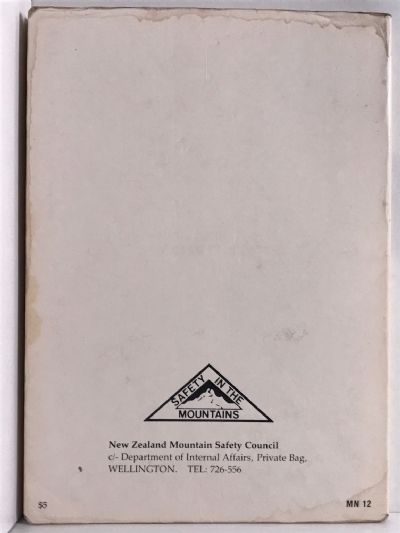 SAFETY IN THE
MOUNTAINS
New Zealand Mountain Safety Council
c/- Department of Internal Affairs, Private Bag,
WELLINGTON. TEL: 726-556
$5 MN 12